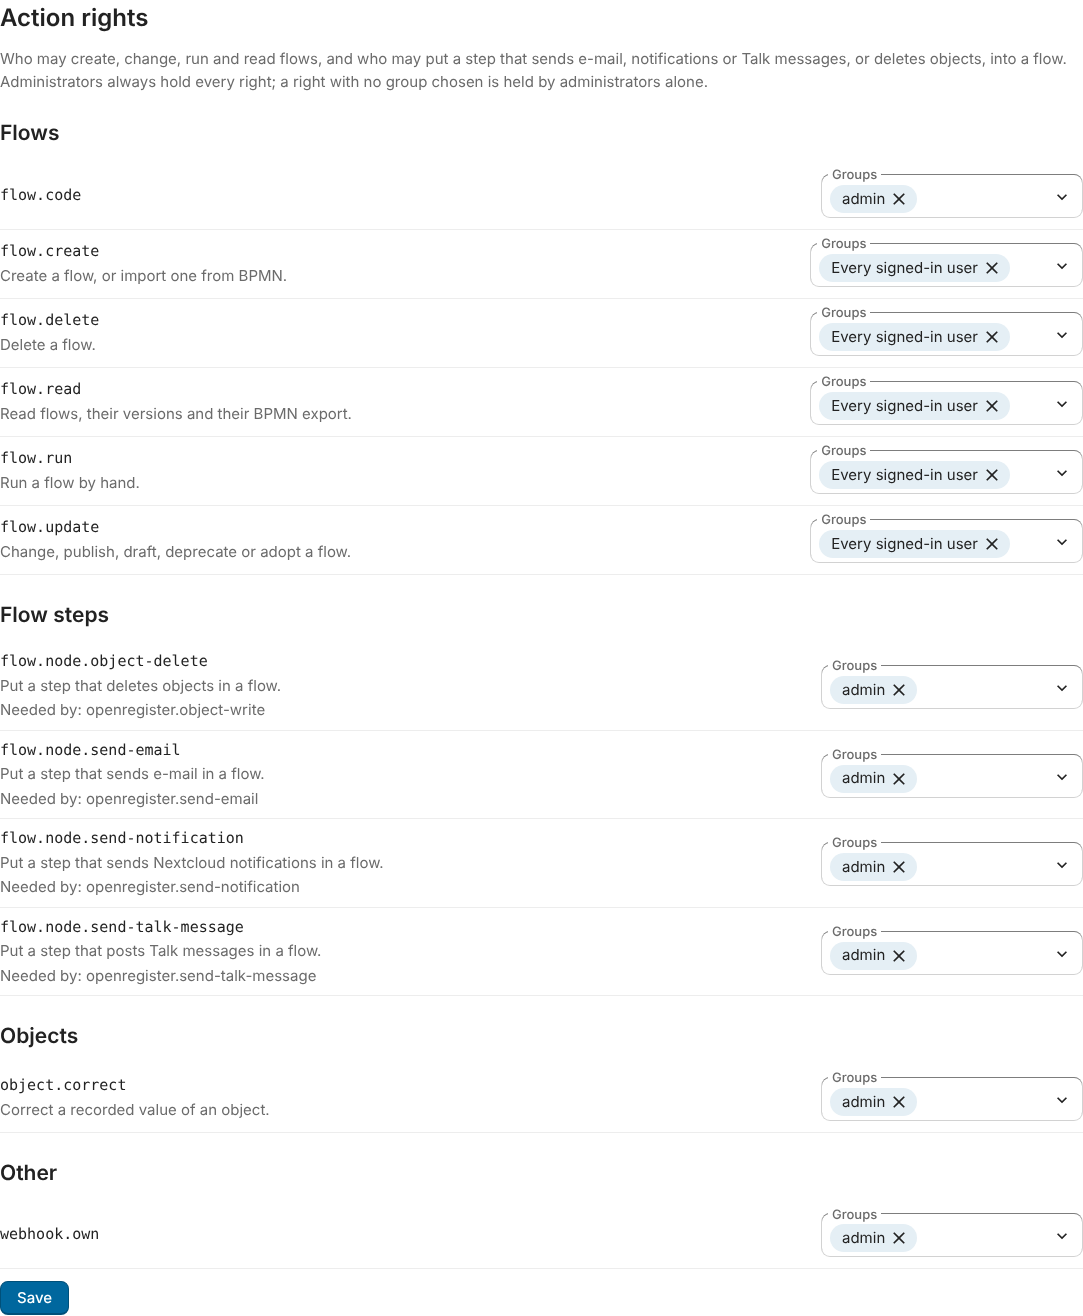 Action rights
Who may create, change, run and read flows, and who may put a step that sends e-mail, notifications or Talk messages, or deletes objects, into a flow.
Administrators always hold every right; a right with no group chosen is held by administrators alone.
Flows
flow.code
Groups
admin
flow.create
Create a flow, or import one from BPMN.
Groups
Every signed-in user
flow.delete
Delete a flow.
Groups
Every signed-in user
flow.read
Read flows, their versions and their BPMN export.
Groups
Every signed-in user
flow.run
Run a flow by hand.
Groups
Every signed-in user
flow.update
Change, publish, draft, deprecate or adopt a flow.
Groups
Every signed-in user
Flow steps
flow.node.object-delete
Put a step that deletes objects in a flow.
Needed by: openregister.object-write
Groups
admin
flow.node.send-email
Put a step that sends e-mail in a flow.
Needed by: openregister.send-email
Groups
admin
flow.node.send-notification
Put a step that sends Nextcloud notifications in a flow.
Needed by: openregister.send-notification
Groups
admin
flow.node.send-talk-message
Put a step that posts Talk messages in a flow.
Needed by: openregister.send-talk-message
Groups
admin
Objects
object.correct
Correct a recorded value of an object.
Groups
admin
Other
webhook.own
Groups
admin
Save